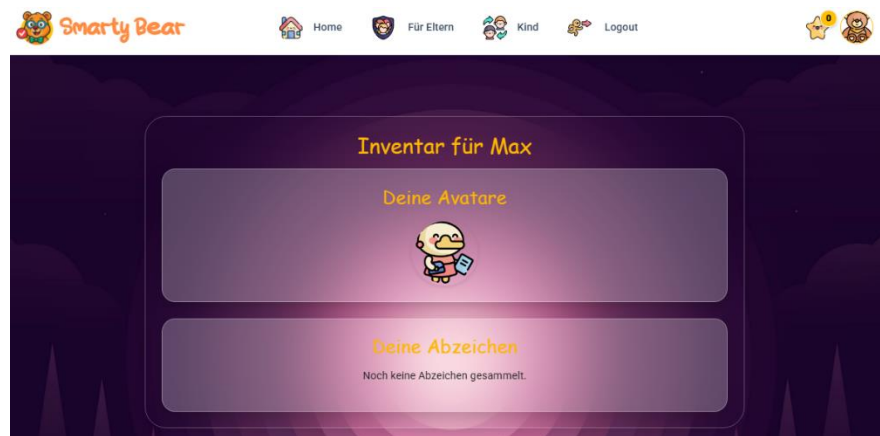 Smarty Bear
Home
Für Eltern
Kind
Logout
0
Inventar für Max
Deine Avatare
Deine Abzeichen
Noch keine Abzeichen gesammelt.